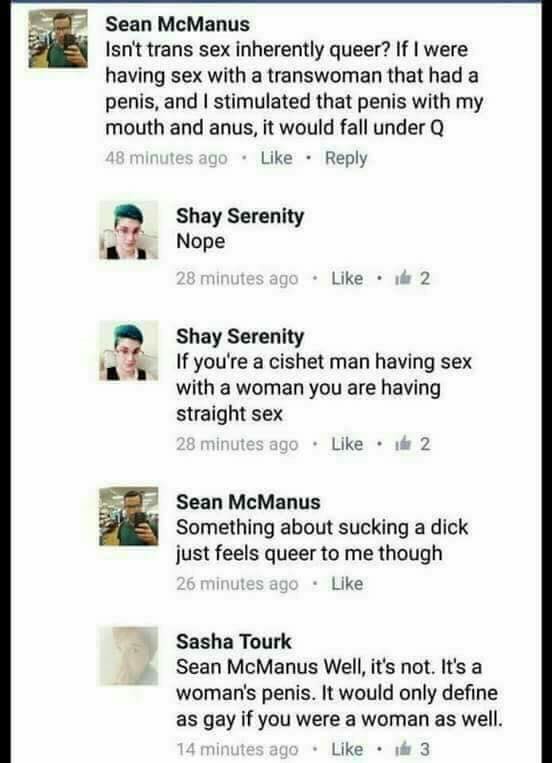 Sean McManus
Isn't trans sex inherently queer? If I were
having sex with a transwoman that had a
penis, and I stimulated that penis with my
mouth and anus, it would fall under Q
48 minutes ago · Like · Reply
Shay Serenity
Nope
28 minutes ago · Like · 2
Shay Serenity
If you're a cishet man having sex
with a woman you are having
straight sex
28 minutes ago · Like · 2
Sean McManus
Something about sucking a dick
just feels queer to me though
26 minutes ago · Like
Sasha Tourk
Sean McManus Well, it's not. It's a
woman's penis. It would only define
as gay if you were a woman as well.
14 minutes ago · Like · 3